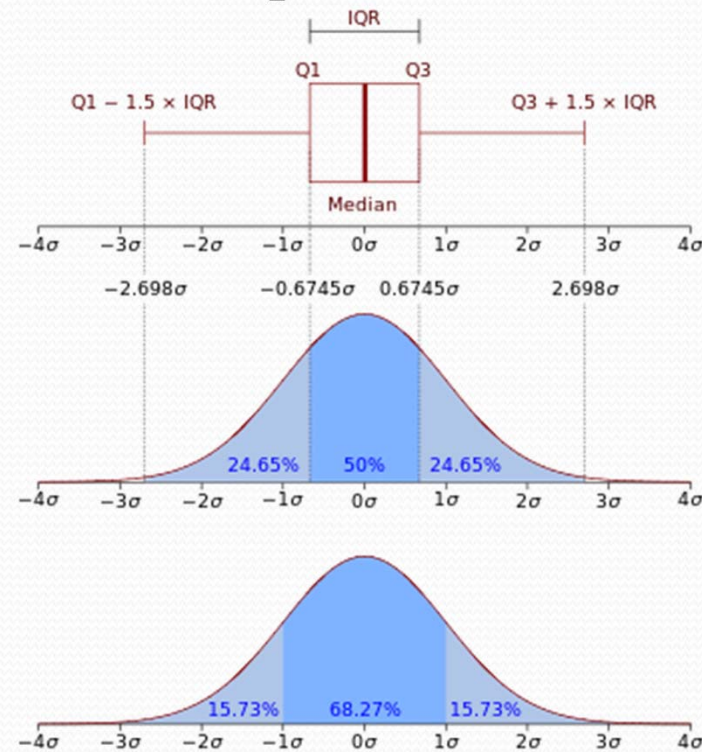 IQR
Q1 Q3
Q1 − 1.5 × IQR Q3 + 1.5 × IQR
Median
−4σ −3σ −2σ −1σ 0σ 1σ 2σ 3σ 4σ
−2.698σ −0.6745σ 0.6745σ 2.698σ
24.65% 50% 24.65%
−4σ −3σ −2σ −1σ 0σ 1σ 2σ 3σ 4σ
15.73% 68.27% 15.73%
−4σ −3σ −2σ −1σ 0σ 1σ 2σ 3σ 4σ